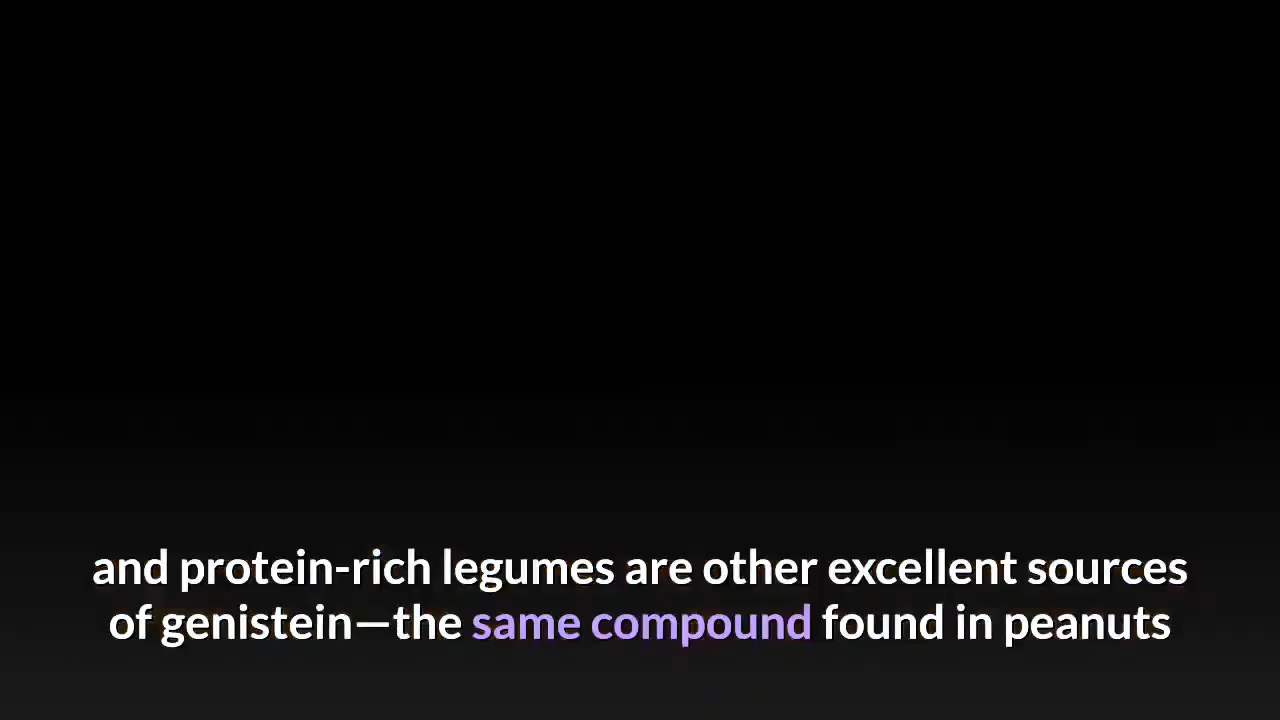 and protein-rich legumes are other excellent sources
of genistein—the same compound found in peanuts